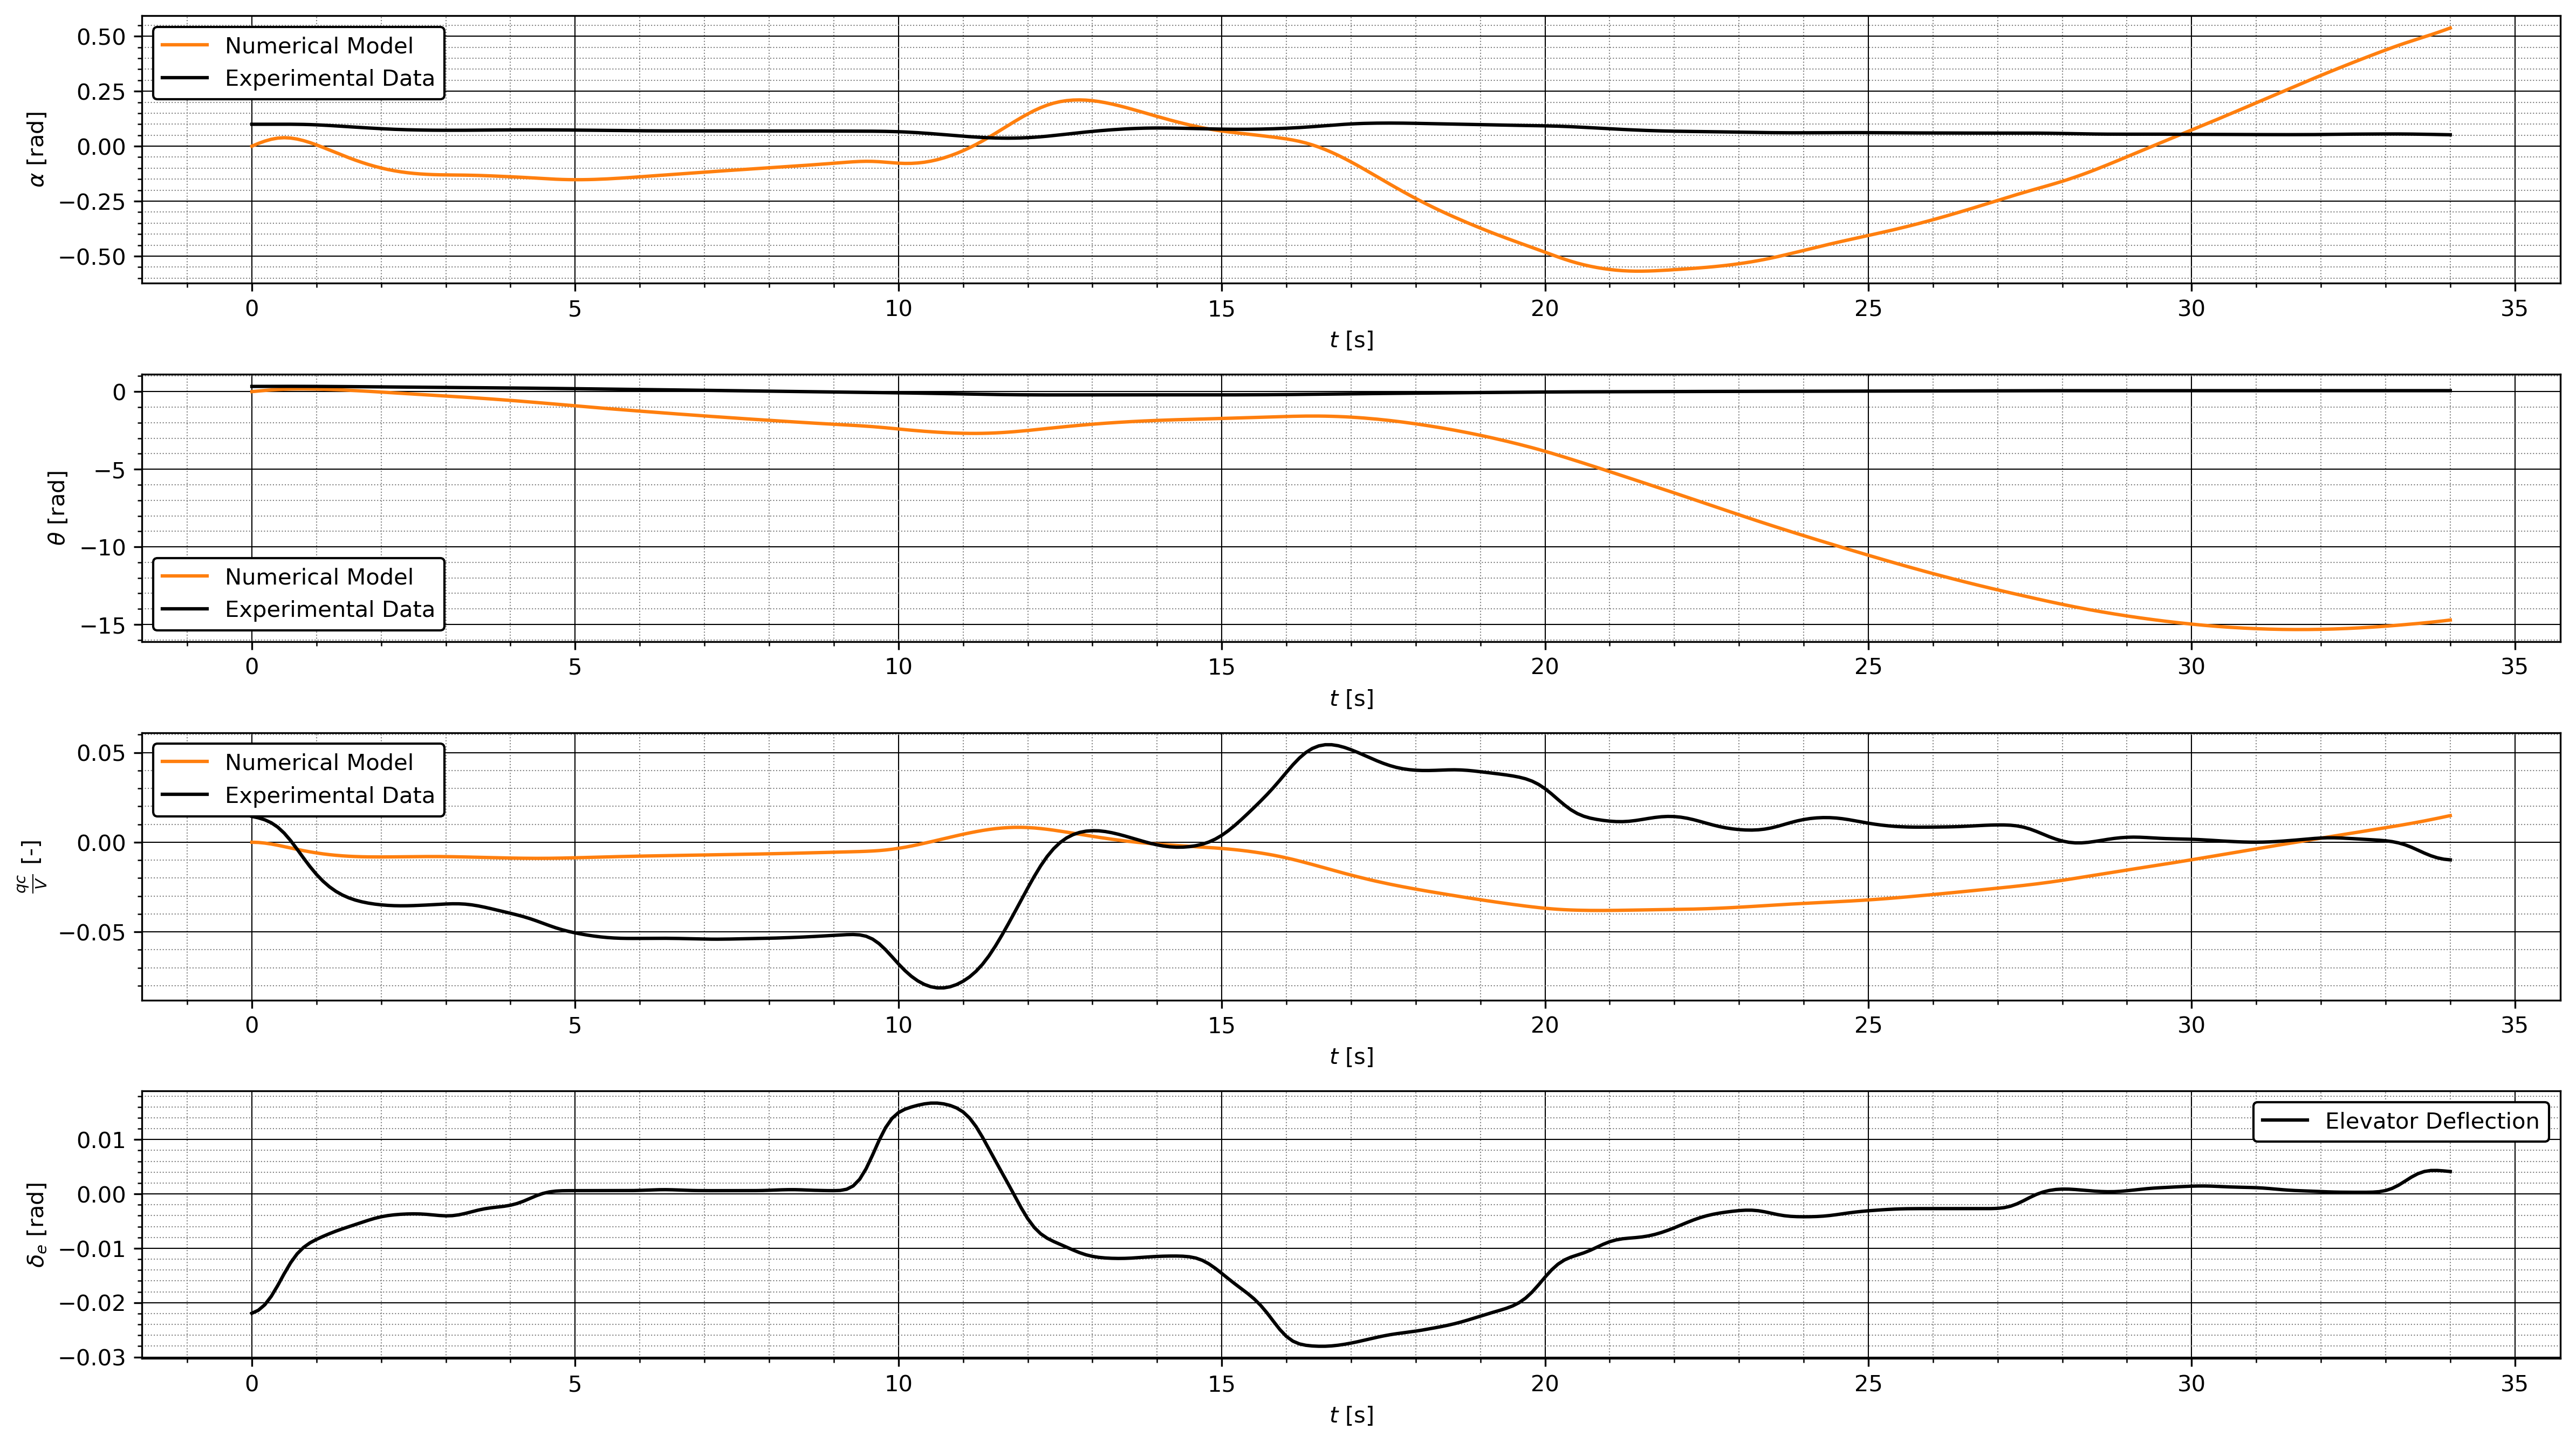 0.50
0.25
0.00
−0.25
−0.50
α [rad]
Numerical Model
Experimental Data
0 5 10 15 20 25 30 35
t [s]
0
−5
−10
−15
θ [rad]
Numerical Model
Experimental Data
0 5 10 15 20 25 30 35
t [s]
0.05
0.00
−0.05
qc/V [-]
Numerical Model
Experimental Data
0 5 10 15 20 25 30 35
t [s]
0.01
0.00
−0.01
−0.02
−0.03
δe [rad]
Elevator Deflection
0 5 10 15 20 25 30 35
t [s]